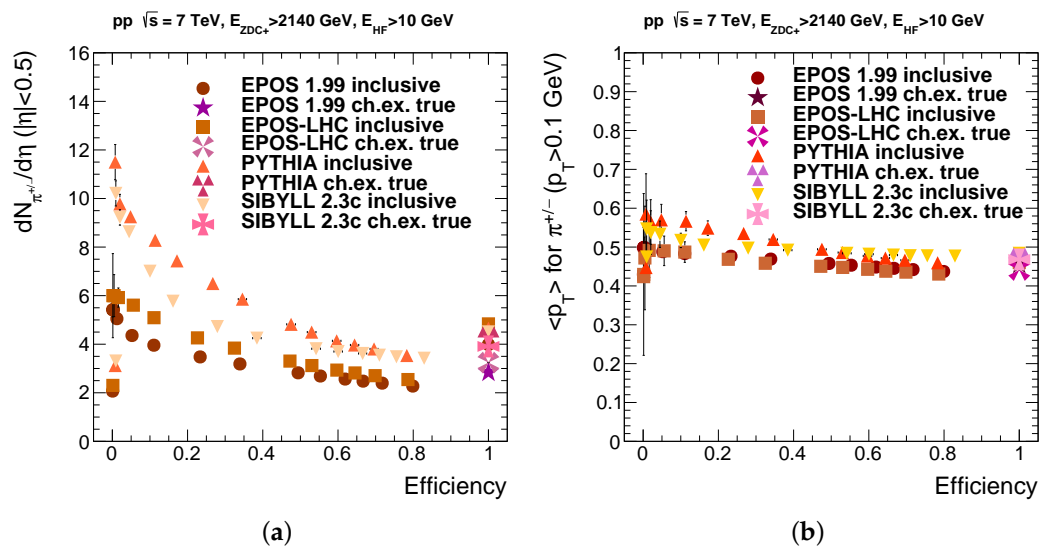 pp √s = 7 TeV, E_ZDC+>2140 GeV, E_HF>10 GeV
dN_π+/-/dη (|η|<0.5)
16
14
12
10
8
6
4
2
0
EPOS 1.99 inclusive
EPOS 1.99 ch.ex. true
EPOS-LHC inclusive
EPOS-LHC ch.ex. true
PYTHIA inclusive
PYTHIA ch.ex. true
SIBYLL 2.3c inclusive
SIBYLL 2.3c ch.ex. true
0 0.2 0.4 0.6 0.8 1
Efficiency
(a)
pp √s = 7 TeV, E_ZDC+>2140 GeV, E_HF>10 GeV
<p_T> for π+/- (p_T>0.1 GeV)
1
0.9
0.8
0.7
0.6
0.5
0.4
0.3
0.2
0.1
0
EPOS 1.99 inclusive
EPOS 1.99 ch.ex. true
EPOS-LHC inclusive
EPOS-LHC ch.ex. true
PYTHIA inclusive
PYTHIA ch.ex. true
SIBYLL 2.3c inclusive
SIBYLL 2.3c ch.ex. true
0 0.2 0.4 0.6 0.8 1
Efficiency
(b)